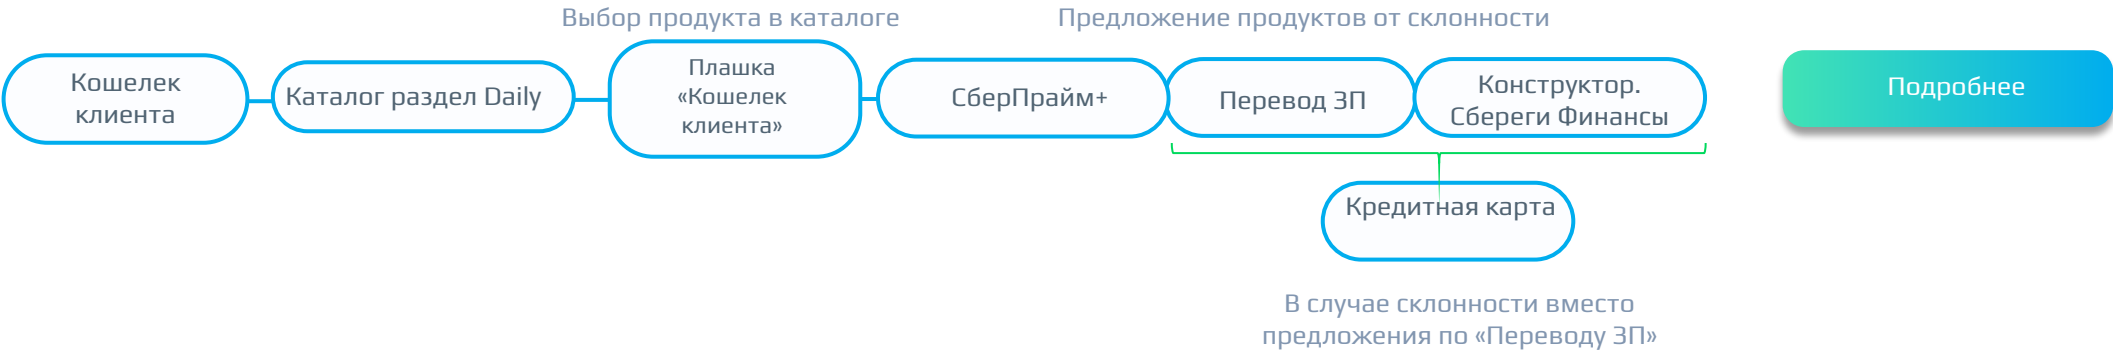 Выбор продукта в каталоге
Предложение продуктов от склонности
Кошелек
клиента
Каталог раздел Daily
Плашка
«Кошелек
клиента»
СберПрайм+
Перевод ЗП
Конструктор.
Сбереги Финансы
Подробнее
Кредитная карта
В случае склонности вместо
предложения по «Переводу ЗП»